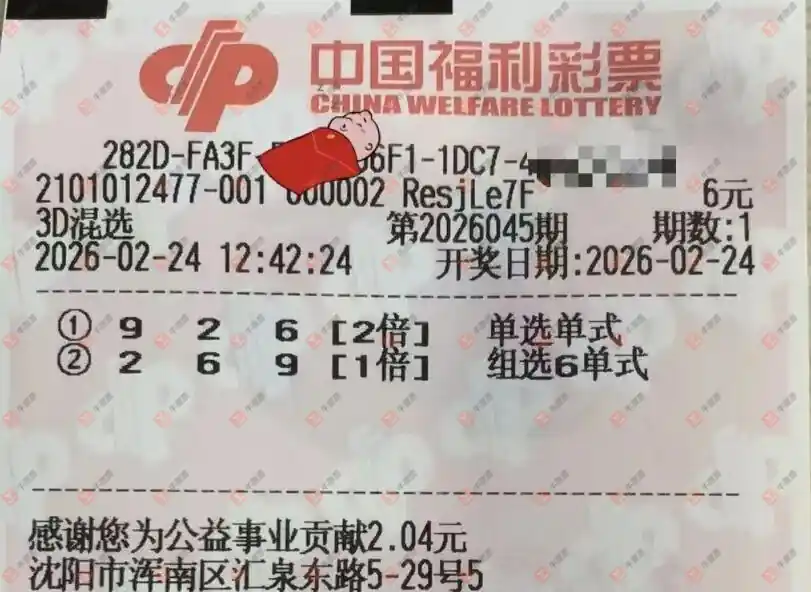 中国福利彩票
CHINA WELFARE LOTTERY
282D-FA3F 6F1-1DC7-4
2101012477-001 000002 ResjLe7F 6元
3D混选 第2026045期 期数:1
2026-02-24 12:42:24 开奖日期:2026-02-24
① 9 2 6 [2倍] 单选单式
② 2 6 9 [1倍] 组选6单式
感谢您为公益事业贡献2.04元
沈阳市浑南区汇泉东路5-29号5